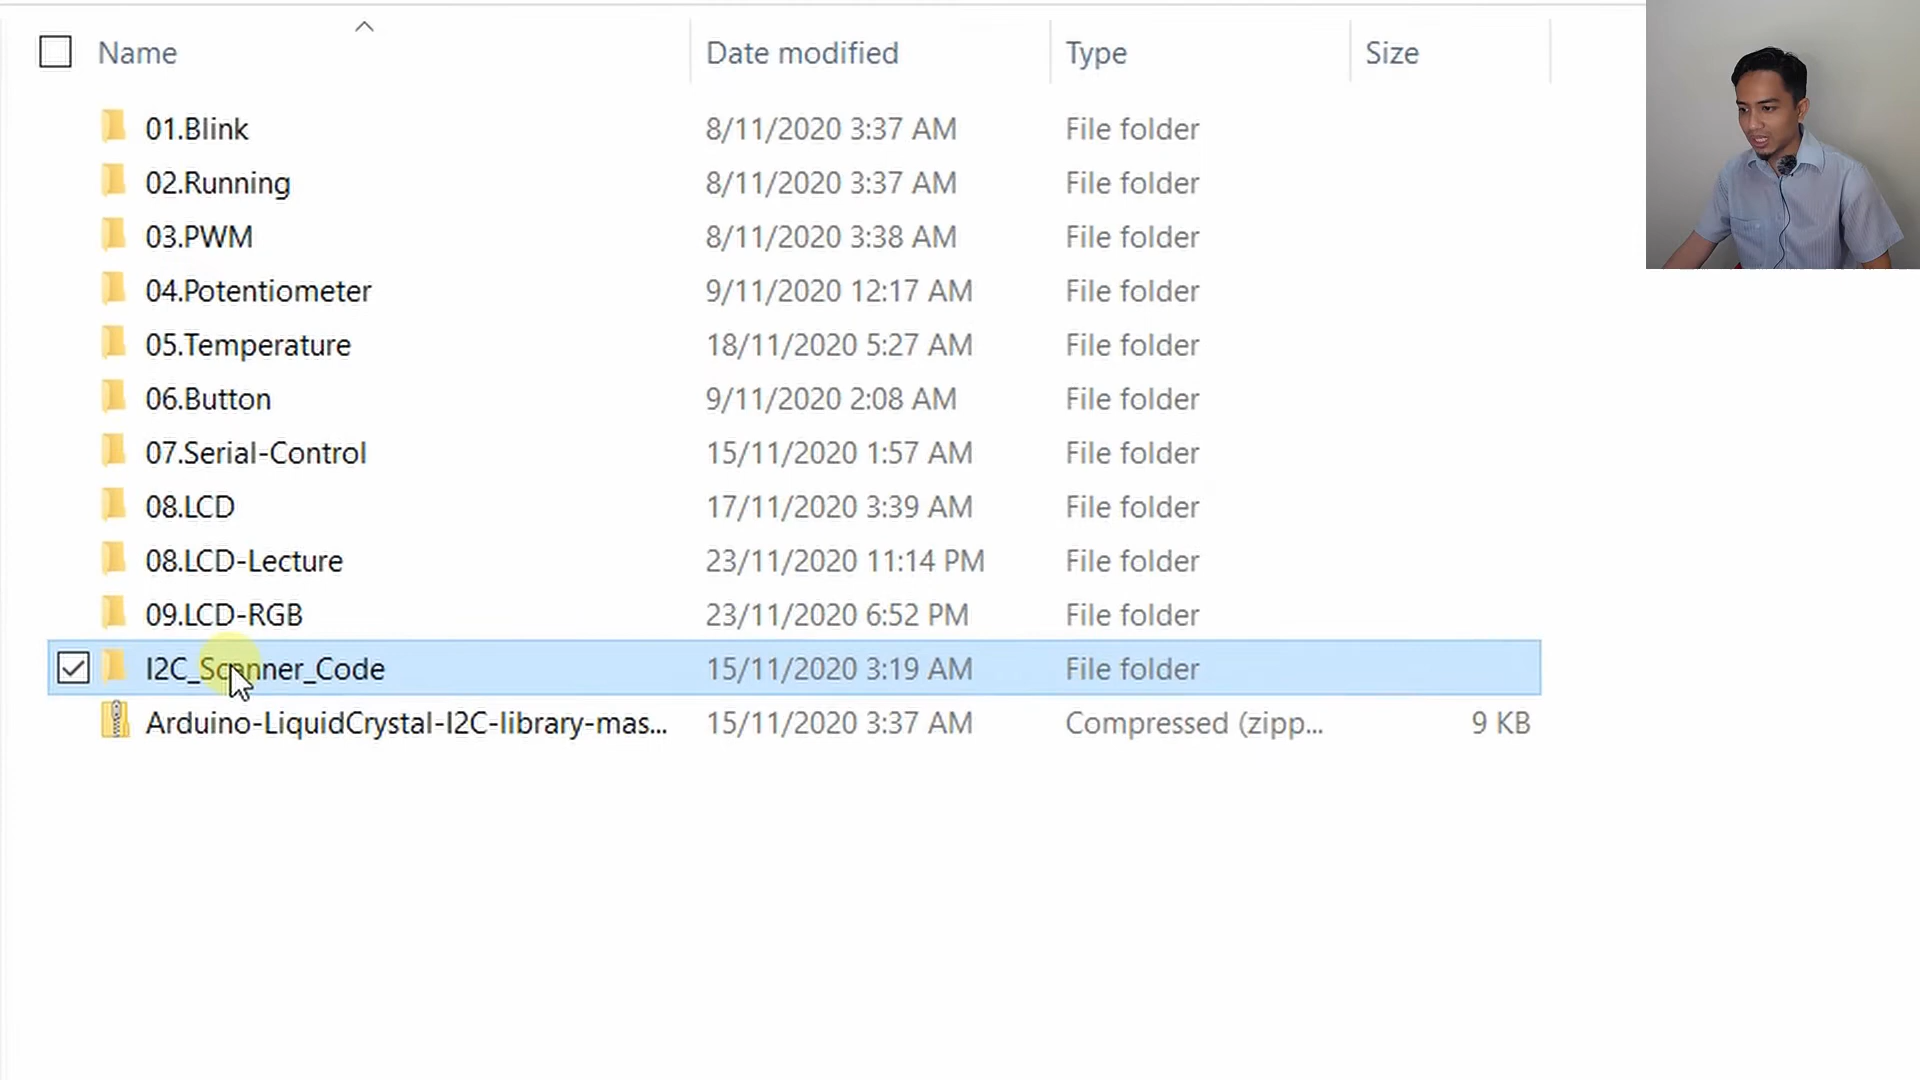 Name Date modified Type Size
01.Blink 8/11/2020 3:37 AM File folder
02.Running 8/11/2020 3:37 AM File folder
03.PWM 8/11/2020 3:38 AM File folder
04.Potentiometer 9/11/2020 12:17 AM File folder
05.Temperature 18/11/2020 5:27 AM File folder
06.Button 9/11/2020 2:08 AM File folder
07.Serial-Control 15/11/2020 1:57 AM File folder
08.LCD 17/11/2020 3:39 AM File folder
08.LCD-Lecture 23/11/2020 11:14 PM File folder
09.LCD-RGB 23/11/2020 6:52 PM File folder
I2C_Scanner_Code 15/11/2020 3:19 AM File folder
Arduino-LiquidCrystal-I2C-library-mas... 15/11/2020 3:37 AM Compressed (zipp... 9 KB